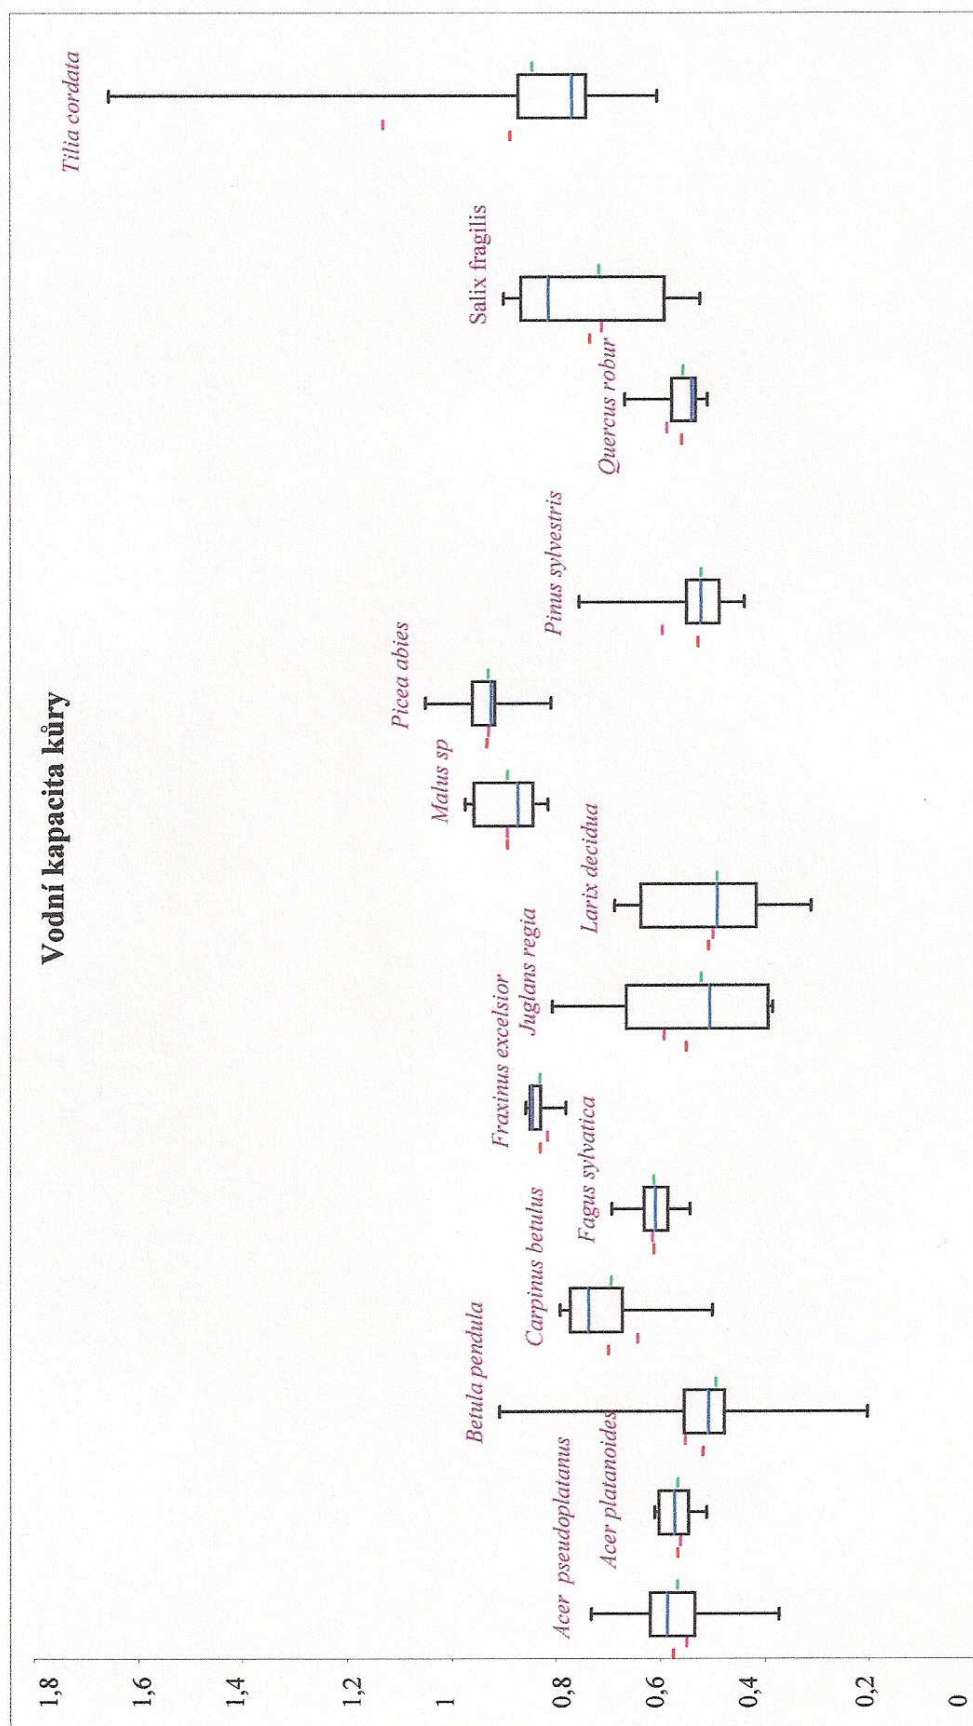 Vodní kapacita kůry
1,8
1,6
1,4
1,2
1
0,8
0,6
0,4
0,2
0
Acer pseudoplatanus
Acer platanoides
Betula pendula
Carpinus betulus
Fagus sylvatica
Fraxinus excelsior
Juglans regia
Larix decidua
Malus sp
Picea abies
Pinus sylvestris
Quercus robur
Salix fragilis
Tilia cordata